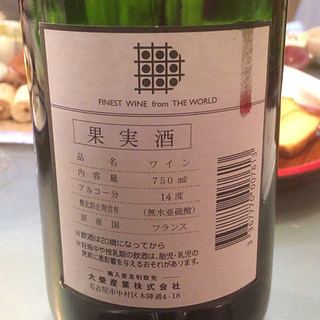 FINEST WINE from THE WORLD
果実酒
品名 ワイン
内容量 750ml
アルコール分 14度
酸化防止剤含有 (無水亜硫酸)
原産国 フランス
※飲酒は20歳になってから
※妊娠中や授乳期の飲酒は、胎児・乳児の
発育に悪影響を与えるおそれがあります。
輸入者及引取先
大榮産業株式会社
名古屋市中村区本陣通4-18